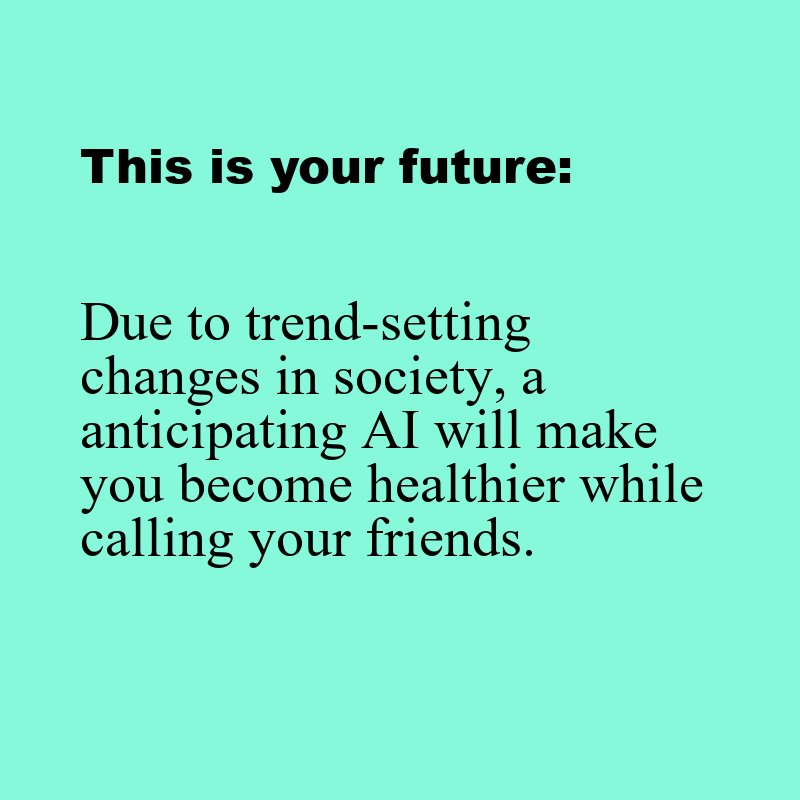 This is your future:
Due to trend-setting
changes in society, a
anticipating AI will make
you become healthier while
calling your friends.